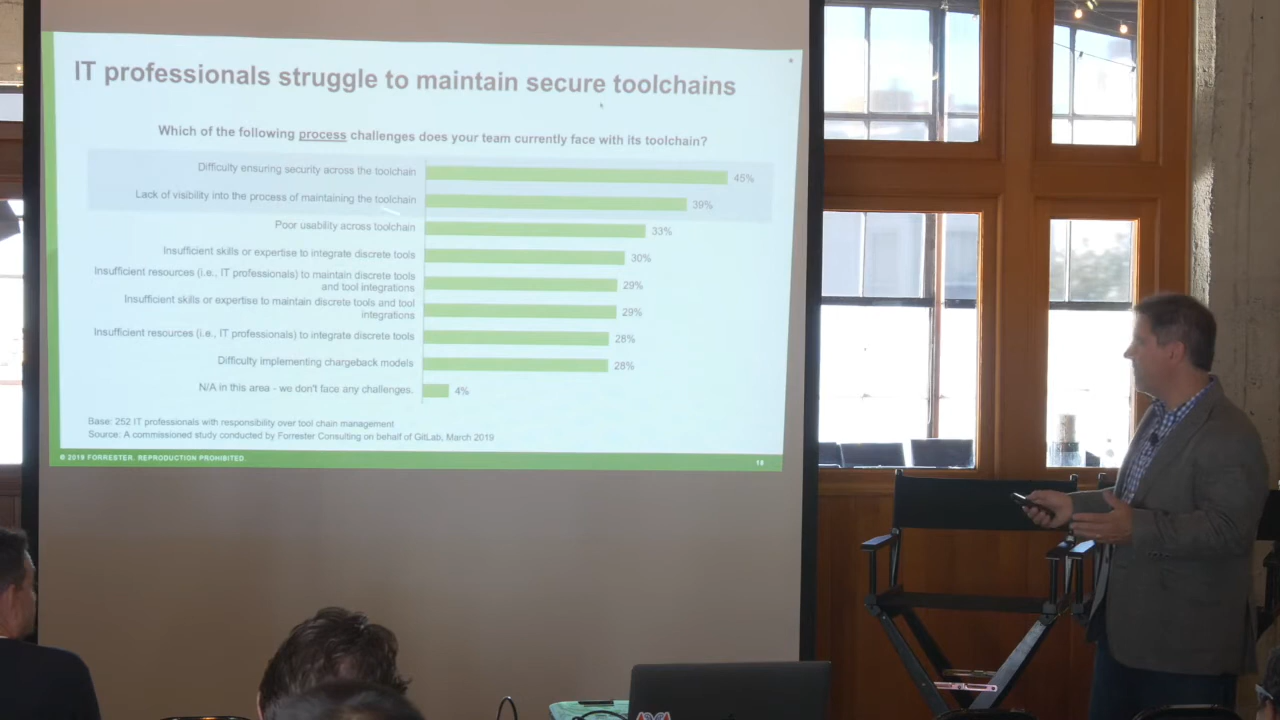 IT professionals struggle to maintain secure toolchains
Which of the following process challenges does your team currently face with its toolchain?
Difficulty ensuring security across the toolchain 45%
Lack of visibility into the process of maintaining the toolchain 39%
Poor usability across toolchain 33%
Insufficient skills or expertise to integrate discrete tools 30%
Insufficient resources (i.e., IT professionals) to maintain discrete tools
and tool integrations 29%
Insufficient skills or expertise to maintain discrete tools and tool
integrations 29%
Insufficient resources (i.e., IT professionals) to integrate discrete tools 28%
Difficulty implementing chargeback models 28%
N/A in this area - we don't face any challenges. 4%
Base: 252 IT professionals with responsibility over tool chain management
Source: A commissioned study conducted by Forrester Consulting on behalf of GitLab, March 2019
© 2019 FORRESTER. REPRODUCTION PROHIBITED.